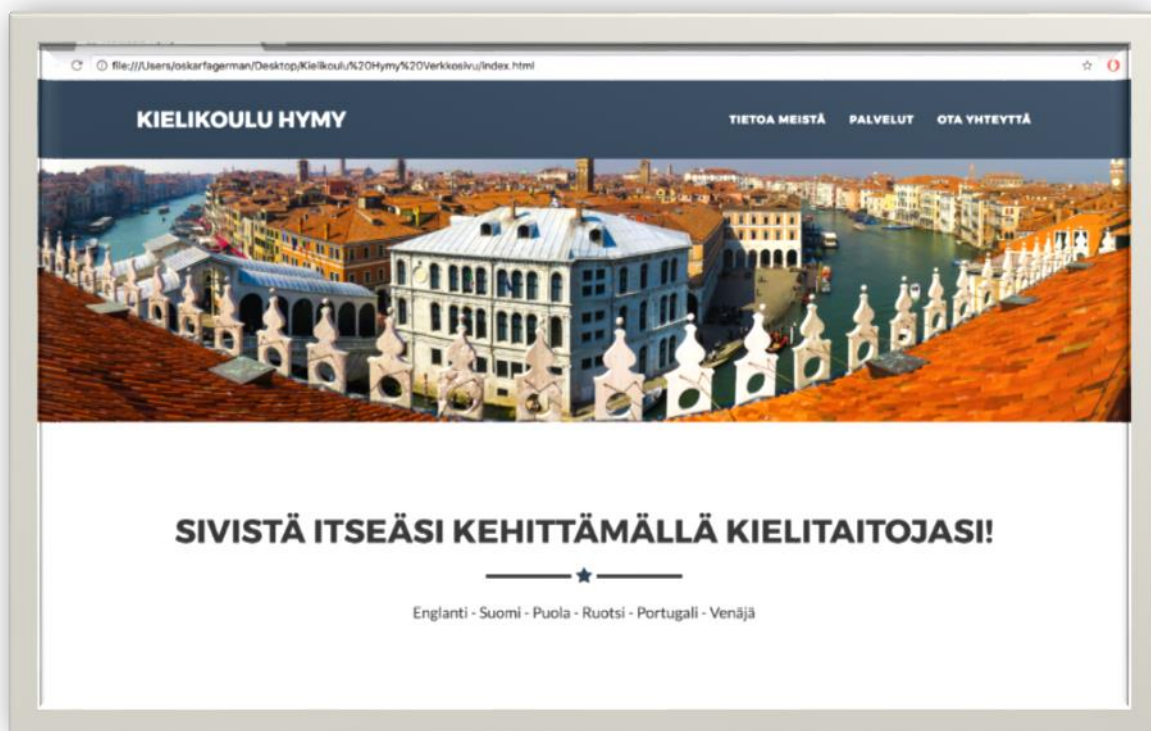 file:///Users/oskarfagerman/Desktop/Kielikoulu%20Hymy%20Verkkosivu/index.html
KIELIKOULU HYMY
TIETOA MEISTÄ PALVELUT OTA YHTEYTTÄ
SIVISTÄ ITSEÄSI KEHITTÄMÄLLÄ KIELITAITOJASI!
Englanti - Suomi - Puola - Ruotsi - Portugali - Venäjä